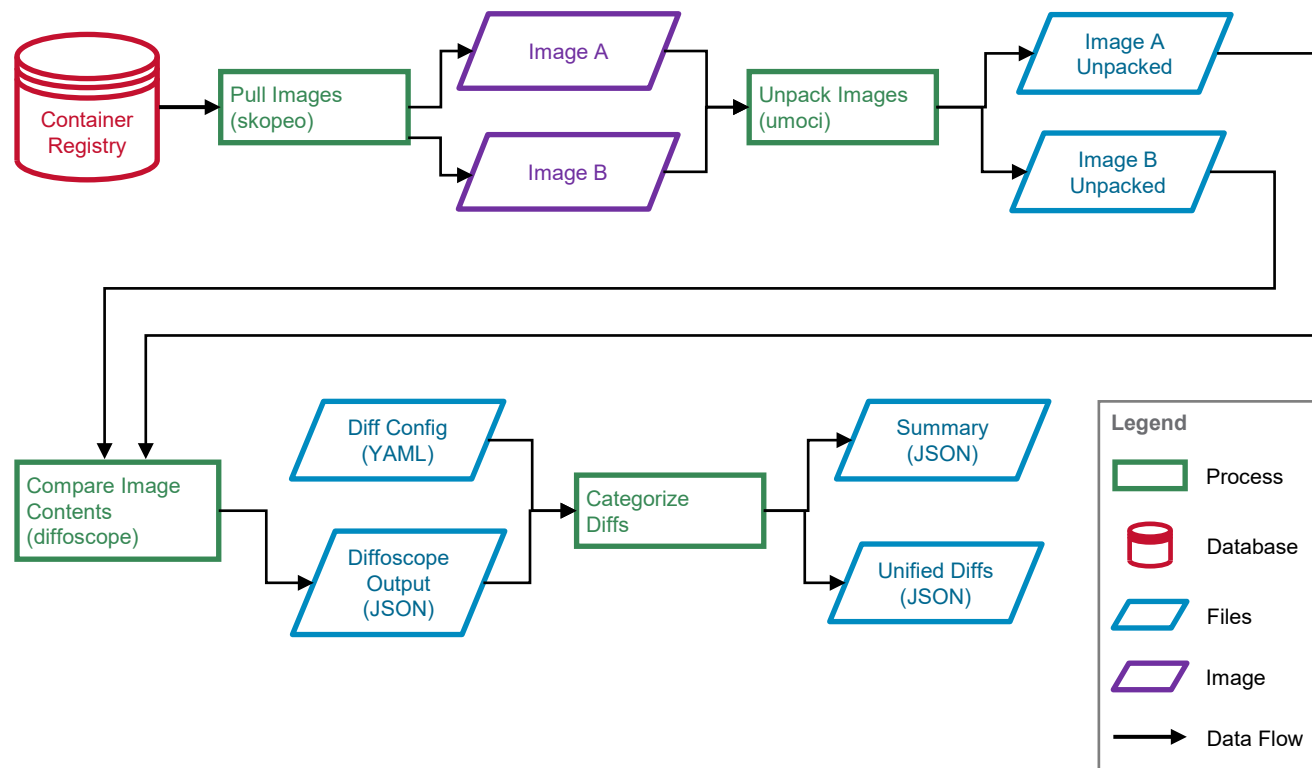 Container
Registry
Pull Images
(skopeo)
Image A
Image B
Unpack Images
(umoci)
Image A
Unpacked
Image B
Unpacked
Compare Image
Contents
(diffoscope)
Diff Config
(YAML)
Diffoscope
Output
(JSON)
Categorize
Diffs
Summary
(JSON)
Unified Diffs
(JSON)
Legend
Process
Database
Files
Image
Data Flow